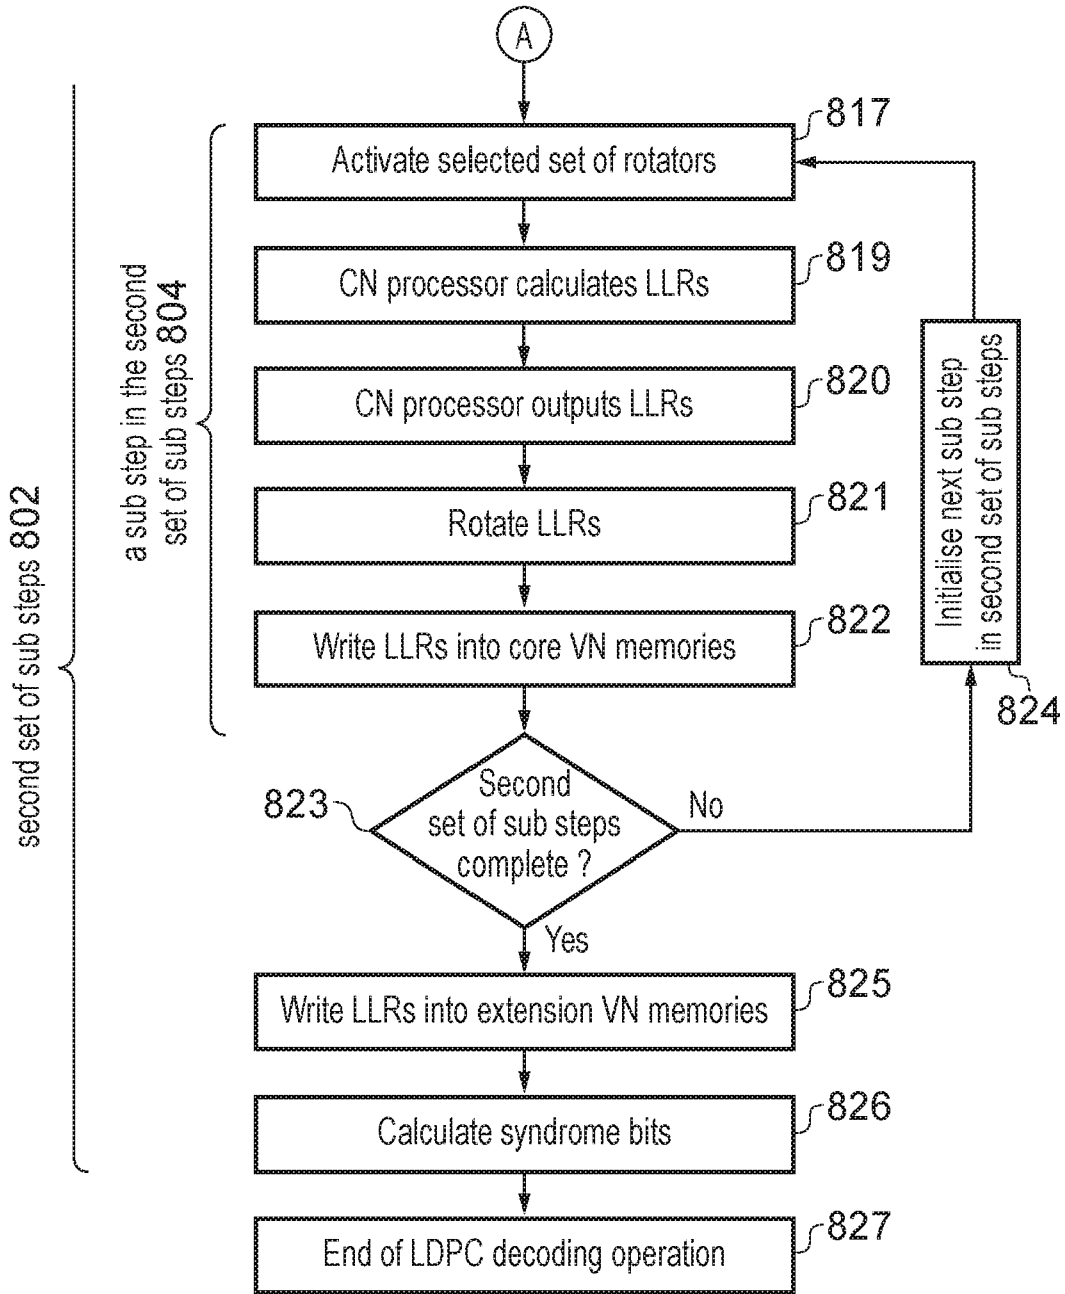 A
817
Activate selected set of rotators
819
CN processor calculates LLRs
820
CN processor outputs LLRs
821
Rotate LLRs
822
Write LLRs into core VN memories
a sub step in the second
set of sub steps 804
second set of sub steps 802
Initialise next sub step
in second set of sub steps
824
823
Second
set of sub steps
complete ?
No
Yes
825
Write LLRs into extension VN memories
826
Calculate syndrome bits
827
End of LDPC decoding operation